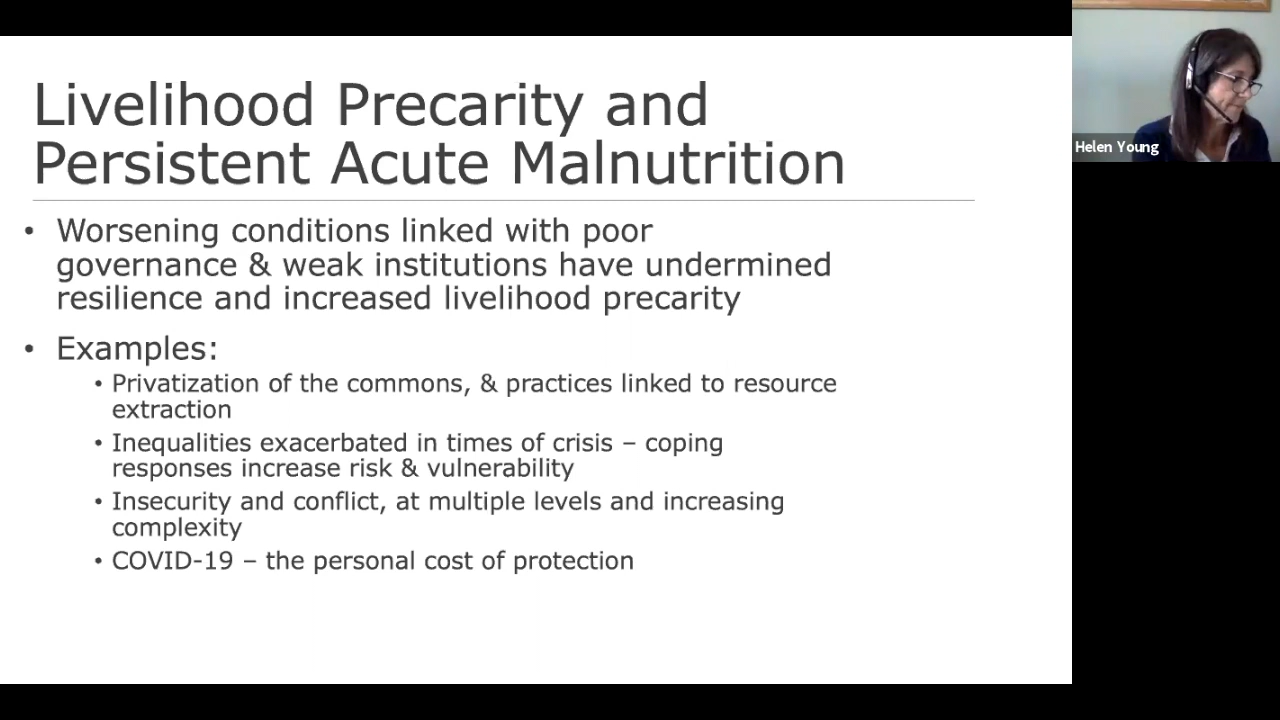 Livelihood Precarity and
Persistent Acute Malnutrition
• Worsening conditions linked with poor
governance & weak institutions have undermined
resilience and increased livelihood precarity
• Examples:
• Privatization of the commons, & practices linked to resource
extraction
• Inequalities exacerbated in times of crisis – coping
responses increase risk & vulnerability
• Insecurity and conflict, at multiple levels and increasing
complexity
• COVID-19 – the personal cost of protection
Helen Young